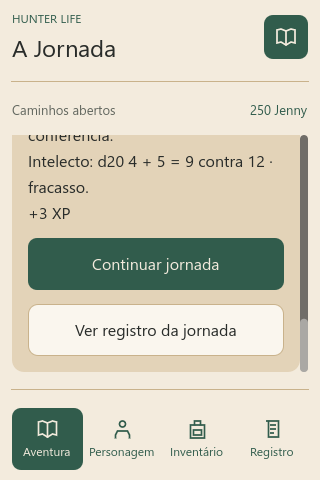 HUNTER LIFE
A Jornada
Caminhos abertos
250 Jenny
conferência.
Intelecto: d20 4 + 5 = 9 contra 12 ·
fracasso.
+3 XP
Continuar jornada
Ver registro da jornada
Aventura
Personagem
Inventário
Registro